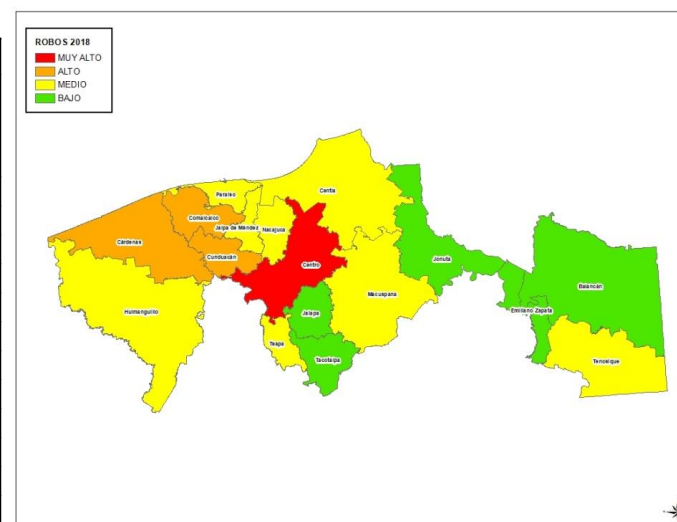 ROBOS 2018
MUY ALTO
ALTO
MEDIO
BAJO
Paraíso
Centla
Comalcalco
Jalpa de Méndez
Nacajuca
Cárdenas
Cunduacán
Centro
Jonuta
Balancán
Macuspana
Emiliano Zapata
Huimanguillo
Jalapa
Teapa
Tacotalpa
Tenosique